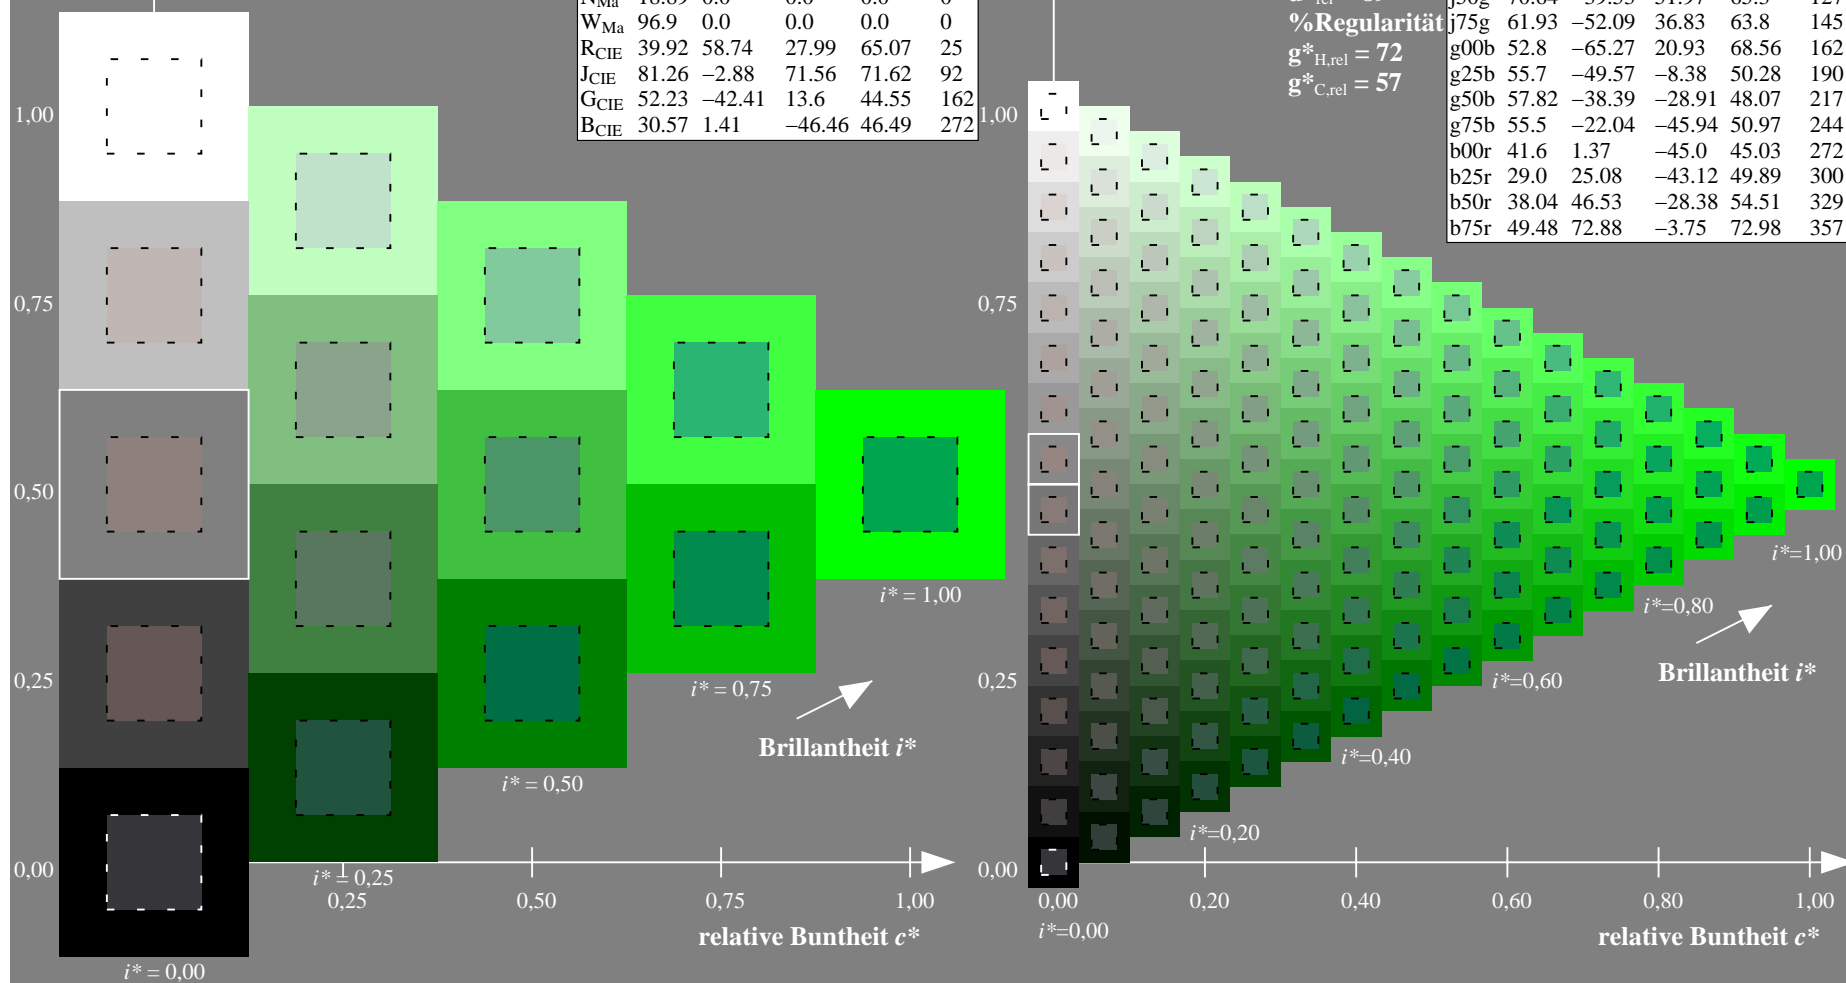 N_Ma 18.89 0.0 0.0 0.0 0
W_Ma 96.9 0.0 0.0 0.0 0
R_CIE 39.92 58.74 27.99 65.07 25
J_CIE 81.26 −2.88 71.56 71.62 92
G_CIE 52.23 −42.41 13.6 44.55 162
B_CIE 30.57 1.41 −46.46 46.49 272
1,00
0,75
0,50
0,25
0,00
i* = 1,00
i* = 0,75
i* = 0,50
i* = 0,25
i* = 0,00
Brillantheit i*
0,25 0,50 0,75 1,00
relative Buntheit c*
%Regularität
g*H,rel = 72
g*C,rel = 57
j75g 61.93 −52.09 36.83 63.8 145
g00b 52.8 −65.27 20.93 68.56 162
g25b 55.7 −49.57 −8.38 50.28 190
g50b 57.82 −38.39 −28.91 48.07 217
g75b 55.5 −22.04 −45.94 50.97 244
b00r 41.6 1.37 −45.0 45.03 272
b25r 29.0 25.08 −43.12 49.89 300
b50r 38.04 46.53 −28.38 54.51 329
b75r 49.48 72.88 −3.75 72.98 357
1,00
0,75
0,25
0,00
i*=1,00
i*=0,80
i*=0,60
i*=0,40
i*=0,20
i*=0,00
Brillantheit i*
0,00 0,20 0,40 0,60 0,80 1,00
relative Buntheit c*